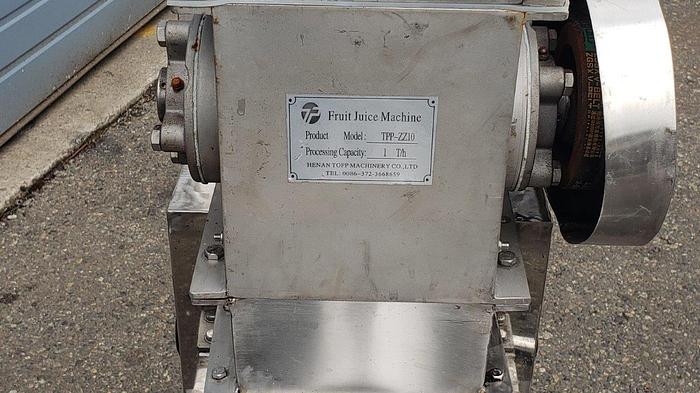 Fruit Juice Machine
Product Model: TPP-ZZ10
Processing Capacity: 1 T/h
HENAN TOPP MACHINERY CO.,LTD
TEL: 0086-372-3668659
V-BELT